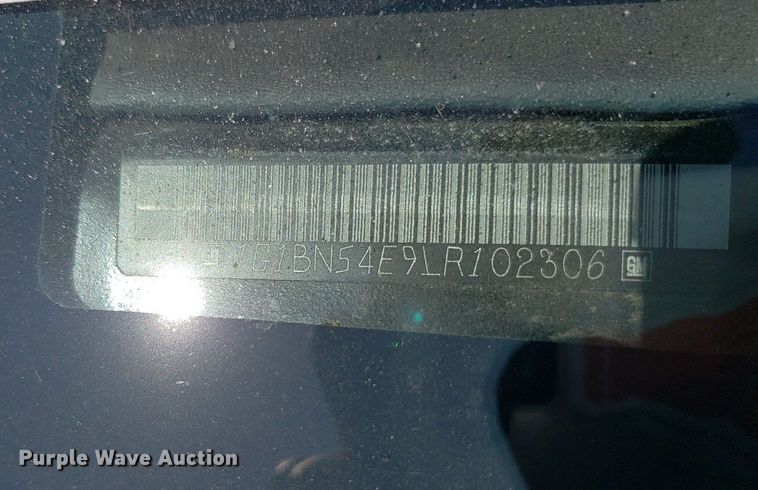 1G1BN54E9LR102306 GM
Purple Wave Auction